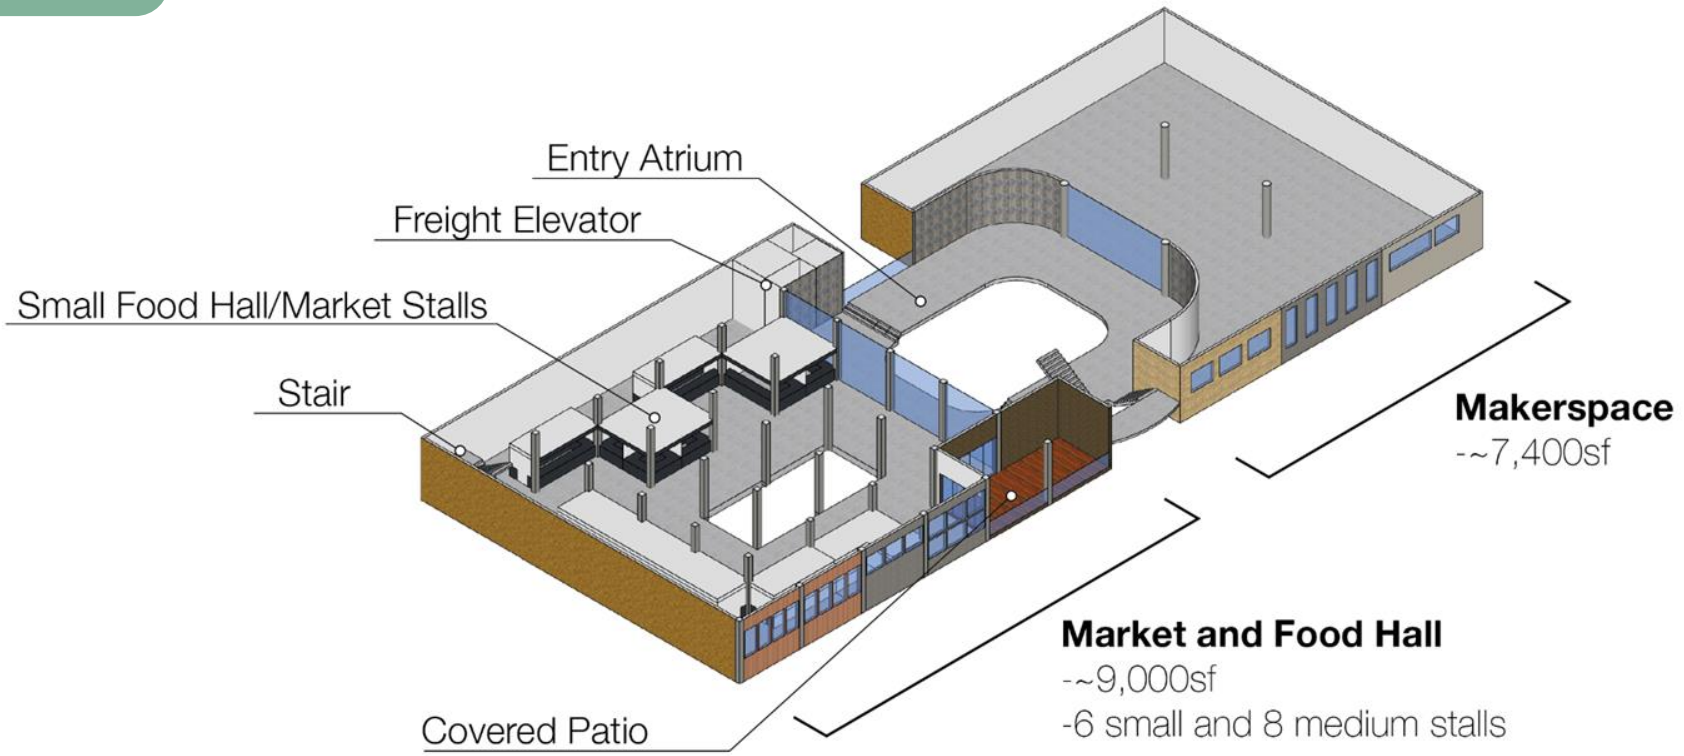 Entry Atrium
Freight Elevator
Small Food Hall/Market Stalls
Stair
Makerspace
-~7,400sf
Market and Food Hall
-~9,000sf
-6 small and 8 medium stalls
Covered Patio